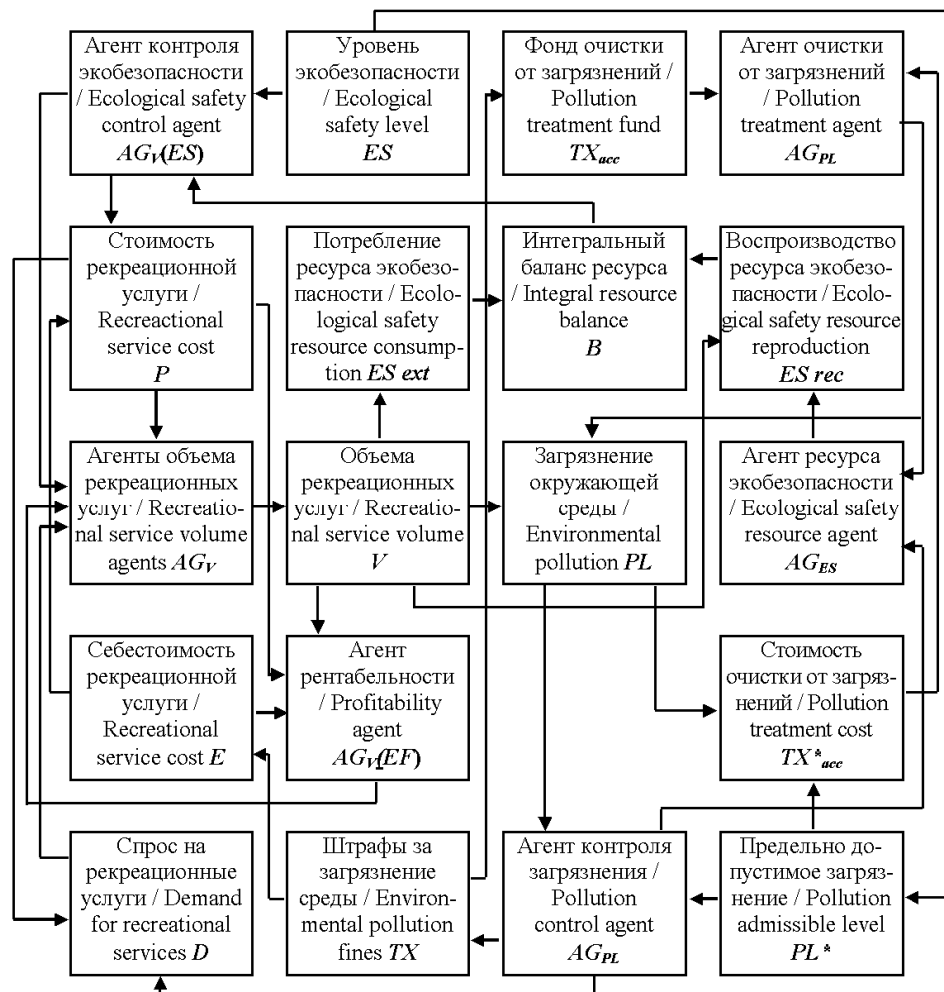 Агент контроля
экобезопасности
/ Ecological safety
control agent
AGV(ES)
Уровень
экобезопасности
/ Ecological
safety level
ES
Фонд очистки
от загрязнений /
Pollution
treatment fund
TXacc
Агент очистки
от загрязнений
/ Pollution
treatment agent
AGPL
Стоимость
рекреационной
услуги /
Recreactional
service cost
P
Потребление
ресурса экобезо-
пасности / Ecolo-
gical safety
resource consump-
tion ES ext
Интегральный
баланс ресурса
/ Integral resource
balance
B
Воспроизводство
ресурса экобезо-
пасности / Ecolo-
gical safety resource
reproduction
ES rec
Агенты объема
рекреационных
услуг / Recreatio-
nal service volume
agents AGV
Объема
рекреационных
услуг / Recreatio-
nal service volume
V
Загрязнение
окружающей
среды /
Environmental
pollution PL
Агент ресурса
экобезопасности
/ Ecological safety
resource agent
AGES
Себестоимость
рекреационной
услуги /
Recreational
service cost E
Агент
рентабельности
/ Profitability
agent
AGV(EF)
Стоимость
очистки от загряз-
нений / Pollution
treatment cost
TX*acc
Спрос на
рекреационные
услуги / Demand
for recreational
services D
Штрафы за
загрязнение
среды / Environ-
mental pollution
fines TX
Агент контроля
загрязнения /
Pollution
control agent
AGPL
Предельно до-
пустимое загряз-
нение / Pollution
admissible level
PL*